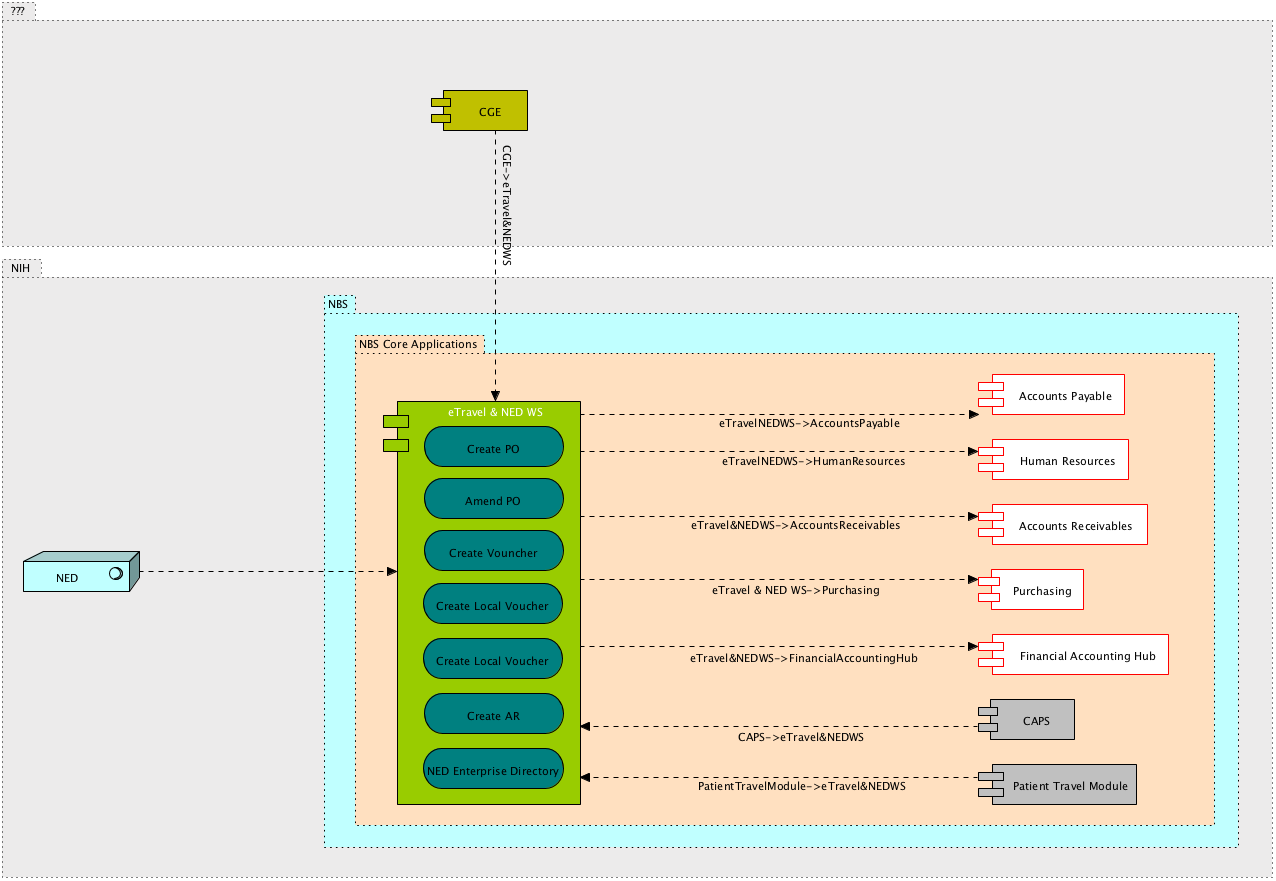 ???
CGE
CGE->eTravel&NEDWS
NIH
NBS
NBS Core Applications
eTravel & NED WS
Create PO
Amend PO
Create Vouncher
Create Local Voucher
Create Local Voucher
Create AR
NED Enterprise Directory
NED
eTravelNEDWS->AccountsPayable
Accounts Payable
eTravelNEDWS->HumanResources
Human Resources
eTravel&NEDWS->AccountsReceivables
Accounts Receivables
eTravel & NED WS->Purchasing
Purchasing
eTravel&NEDWS->FinancialAccountingHub
Financial Accounting Hub
CAPS->eTravel&NEDWS
CAPS
PatientTravelModule->eTravel&NEDWS
Patient Travel Module